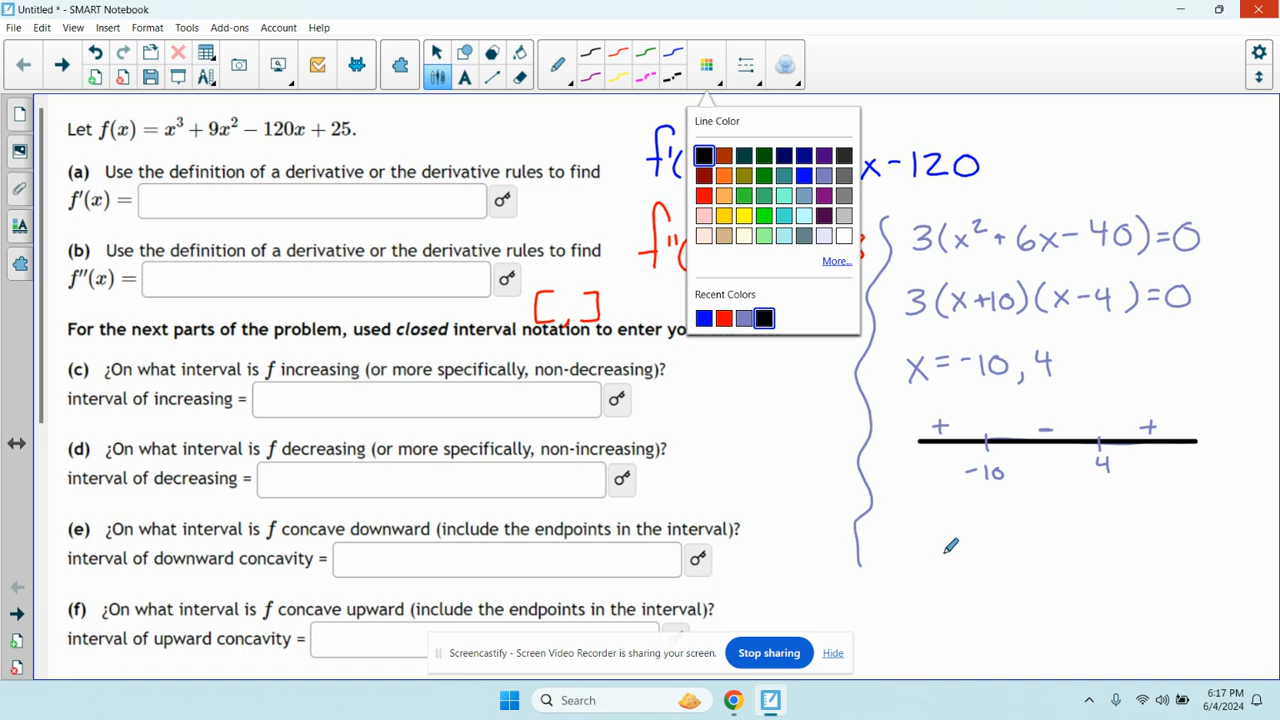 Untitled * - SMART Notebook
File Edit View Insert Format Tools Add-ons Account Help
Line Color
More...
Recent Colors
Let f(x) = x³ + 9x² − 120x + 25.
(a) Use the definition of a derivative or the derivative rules to find
f′(x) =
(b) Use the definition of a derivative or the derivative rules to find
f″(x) =
[ , ]
For the next parts of the problem, used closed interval notation to enter yo
(c) ¿On what interval is f increasing (or more specifically, non-decreasing)?
interval of increasing =
(d) ¿On what interval is f decreasing (or more specifically, non-increasing)?
interval of decreasing =
(e) ¿On what interval is f concave downward (include the endpoints in the interval)?
interval of downward concavity =
(f) ¿On what interval is f concave upward (include the endpoints in the interval)?
interval of upward concavity =
f'( x-120
f"(
3(x²+6x-40)=0
3(x+10)(x-4)=0
x=-10,4
+ - +
-10 4
Screencastify - Screen Video Recorder is sharing your screen.
Stop sharing
Hide
Search
6:17 PM
6/4/2024